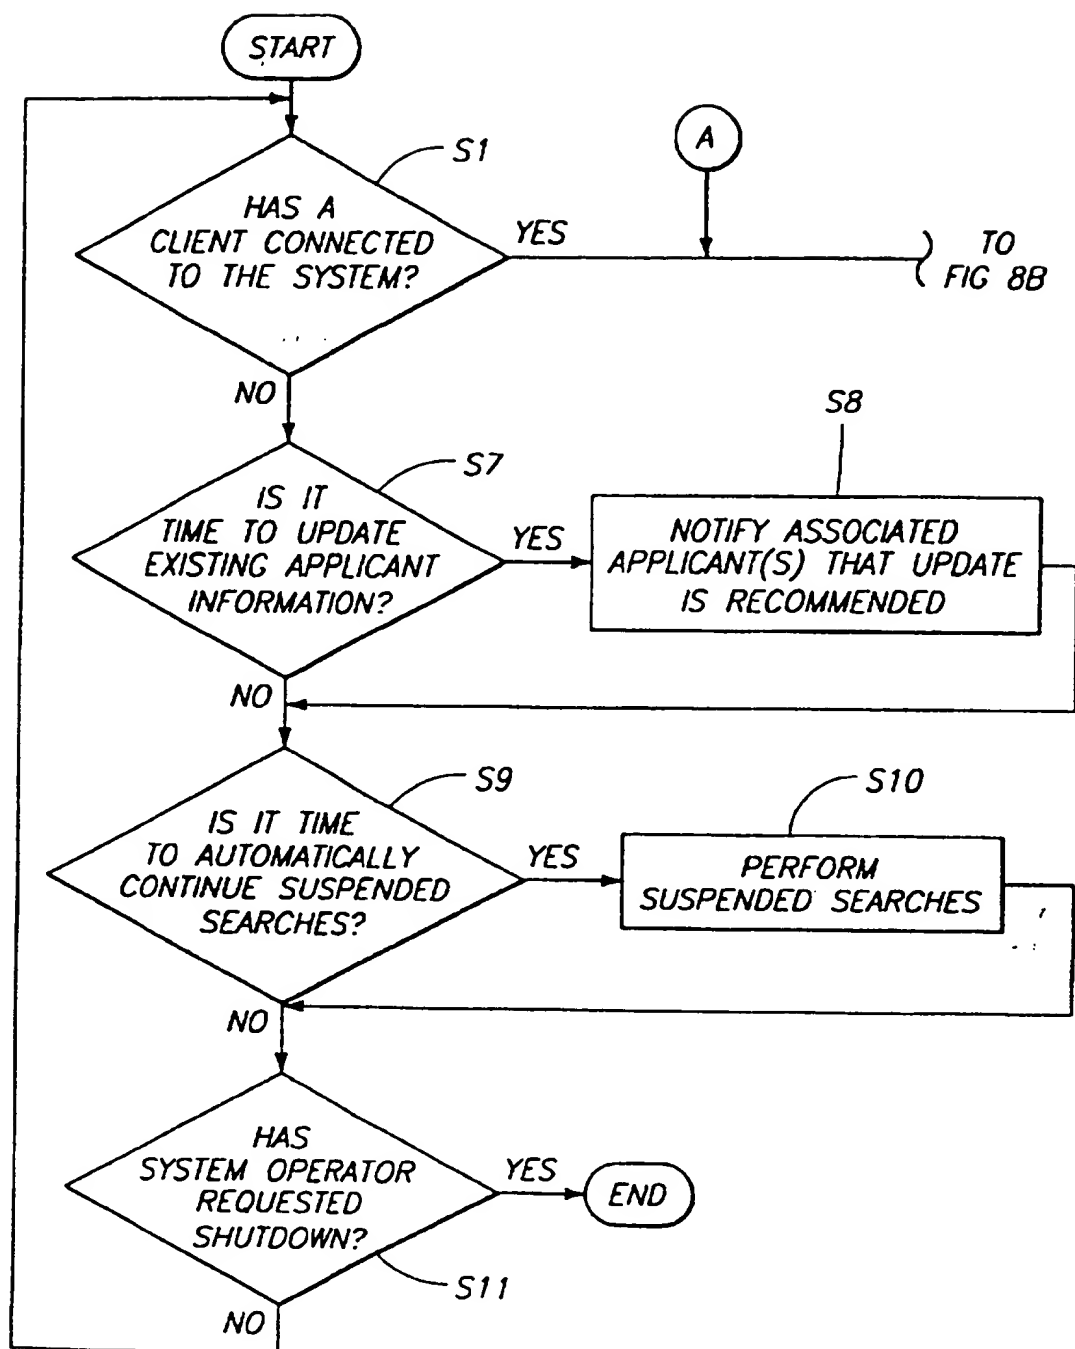 START
S1
A
HAS A
CLIENT CONNECTED
TO THE SYSTEM?
YES
TO
FIG 8B
NO
S8
S7
IS IT
TIME TO UPDATE
EXISTING APPLICANT
INFORMATION?
YES
NOTIFY ASSOCIATED
APPLICANT(S) THAT UPDATE
IS RECOMMENDED
NO
S9
S10
IS IT TIME
TO AUTOMATICALLY
CONTINUE SUSPENDED
SEARCHES?
YES
PERFORM
SUSPENDED SEARCHES
NO
HAS
SYSTEM OPERATOR
REQUESTED
SHUTDOWN?
YES
END
S11
NO